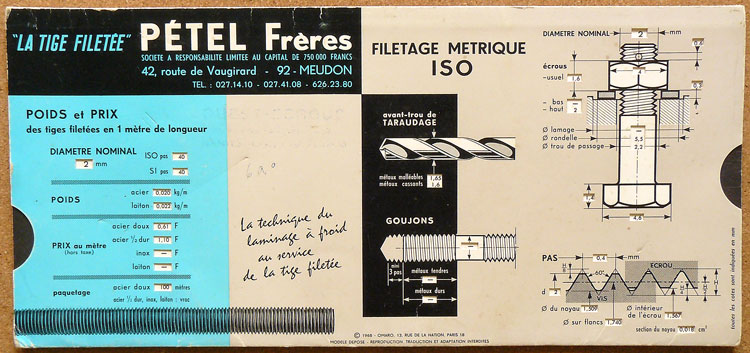 "LA TIGE FILETÉE"
PÉTEL Frères
SOCIETE A RESPONSABILITE LIMITEE AU CAPITAL DE 750 000 FRANCS
42, route de Vaugirard - 92 - MEUDON
TEL. : 027.14.10 - 027.41.08 - 626.23.80
POIDS et PRIX
des tiges filetées en 1 mètre de longueur
DIAMETRE NOMINAL
2 mm
ISO pas 40
SI pas 40
POIDS
acier 0,020 kg/m
laiton 0,022 kg/m
PRIX au mètre
(hors taxe)
acier doux 0,61 F
acier ½ dur 1,10 F
inox — F
laiton — F
paquetage
acier doux 100 mètres
acier ½ dur, inox, laiton : vrac
La technique du
laminage à froid
au service
de la tige filetée
FILETAGE METRIQUE
ISO
avant-trou de
TARAUDAGE
métaux malléables 1,65
métaux cassants 1,6
GOUJONS
mini
3 pas
métaux tendres
—
métaux durs
—
DIAMETRE NOMINAL 2 mm
écrous
-usuel 1,6
- bas —
- haut 2
4
Ø lamage —
Ø rondelle 5,5
Ø trou de passage 2,2
4,6
PAS 0,4 mm
ECROU
60°
VIS
d 2
Ø du noyau 1,509
Ø sur flancs 1,740
Ø intérieur
de l'écrou 1,567
section du noyau 0,018 cm²
toutes les cotes sont indiquées en mm
© 1968 - OMARO, 13, RUE DE LA NATION, PARIS 18
MODELE DEPOSE - REPRODUCTION TRADUCTION ET ADAPTATION INTERDITES